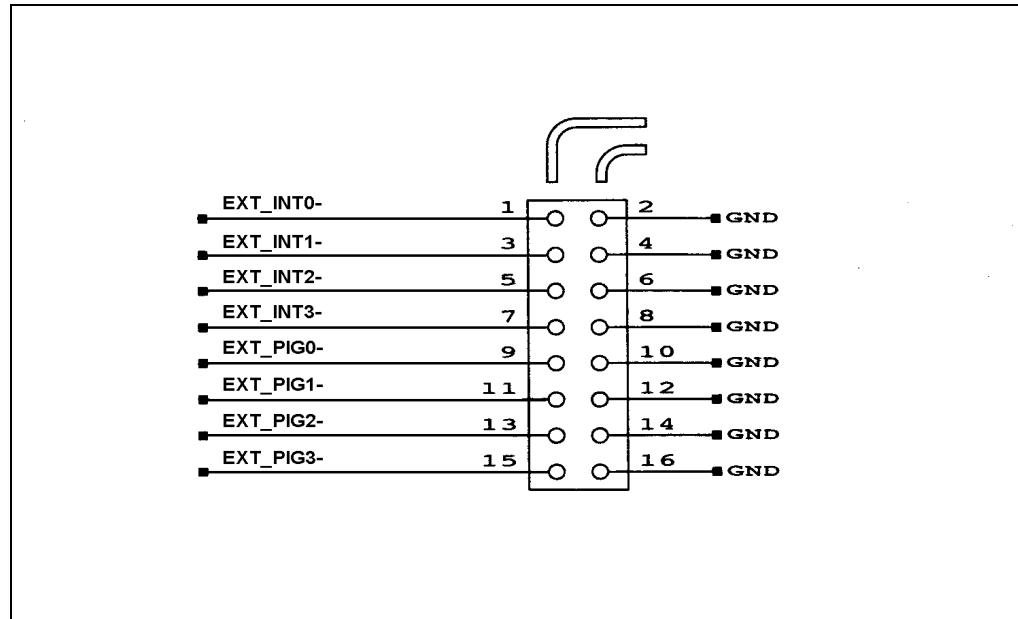 EXT_INT0- 1 2 GND
EXT_INT1- 3 4 GND
EXT_INT2- 5 6 GND
EXT_INT3- 7 8 GND
EXT_PIG0- 9 10 GND
EXT_PIG1- 11 12 GND
EXT_PIG2- 13 14 GND
EXT_PIG3- 15 16 GND